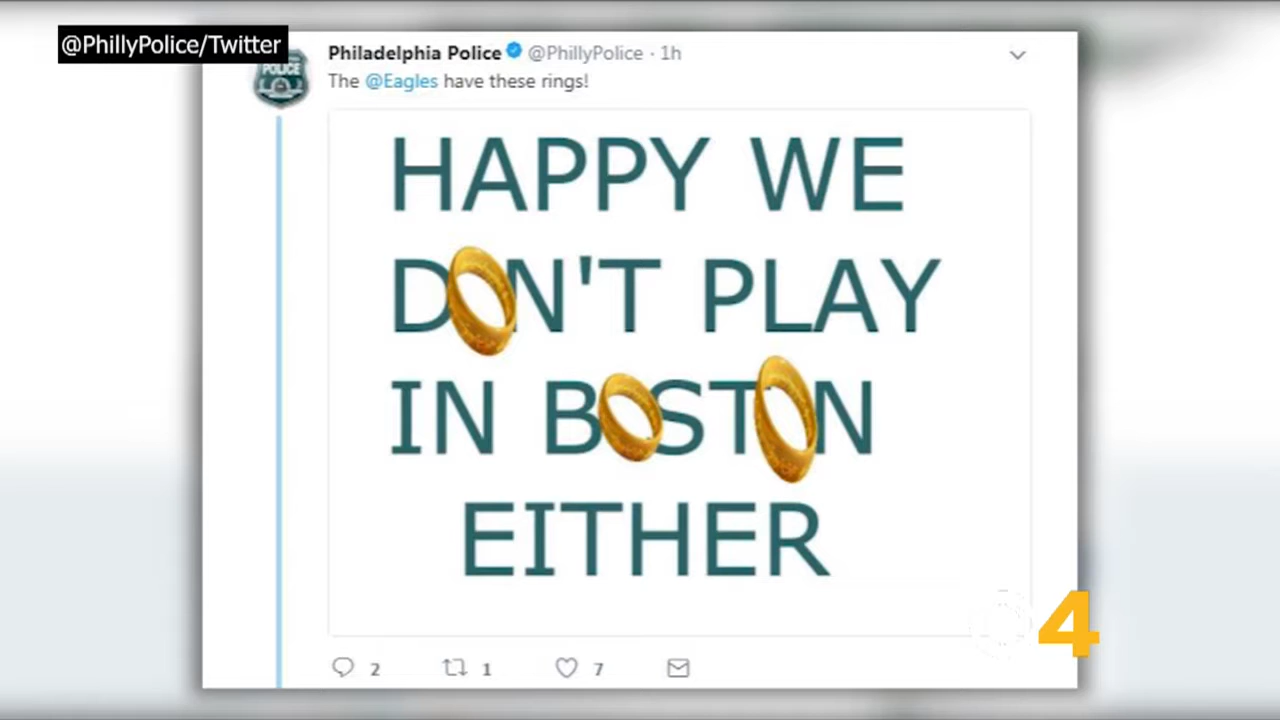 @PhillyPolice/Twitter
POLICE
Philadelphia Police @PhillyPolice · 1h
The @Eagles have these rings!
HAPPY WE
DON'T PLAY
IN BOSTON
EITHER
2 1 7
4